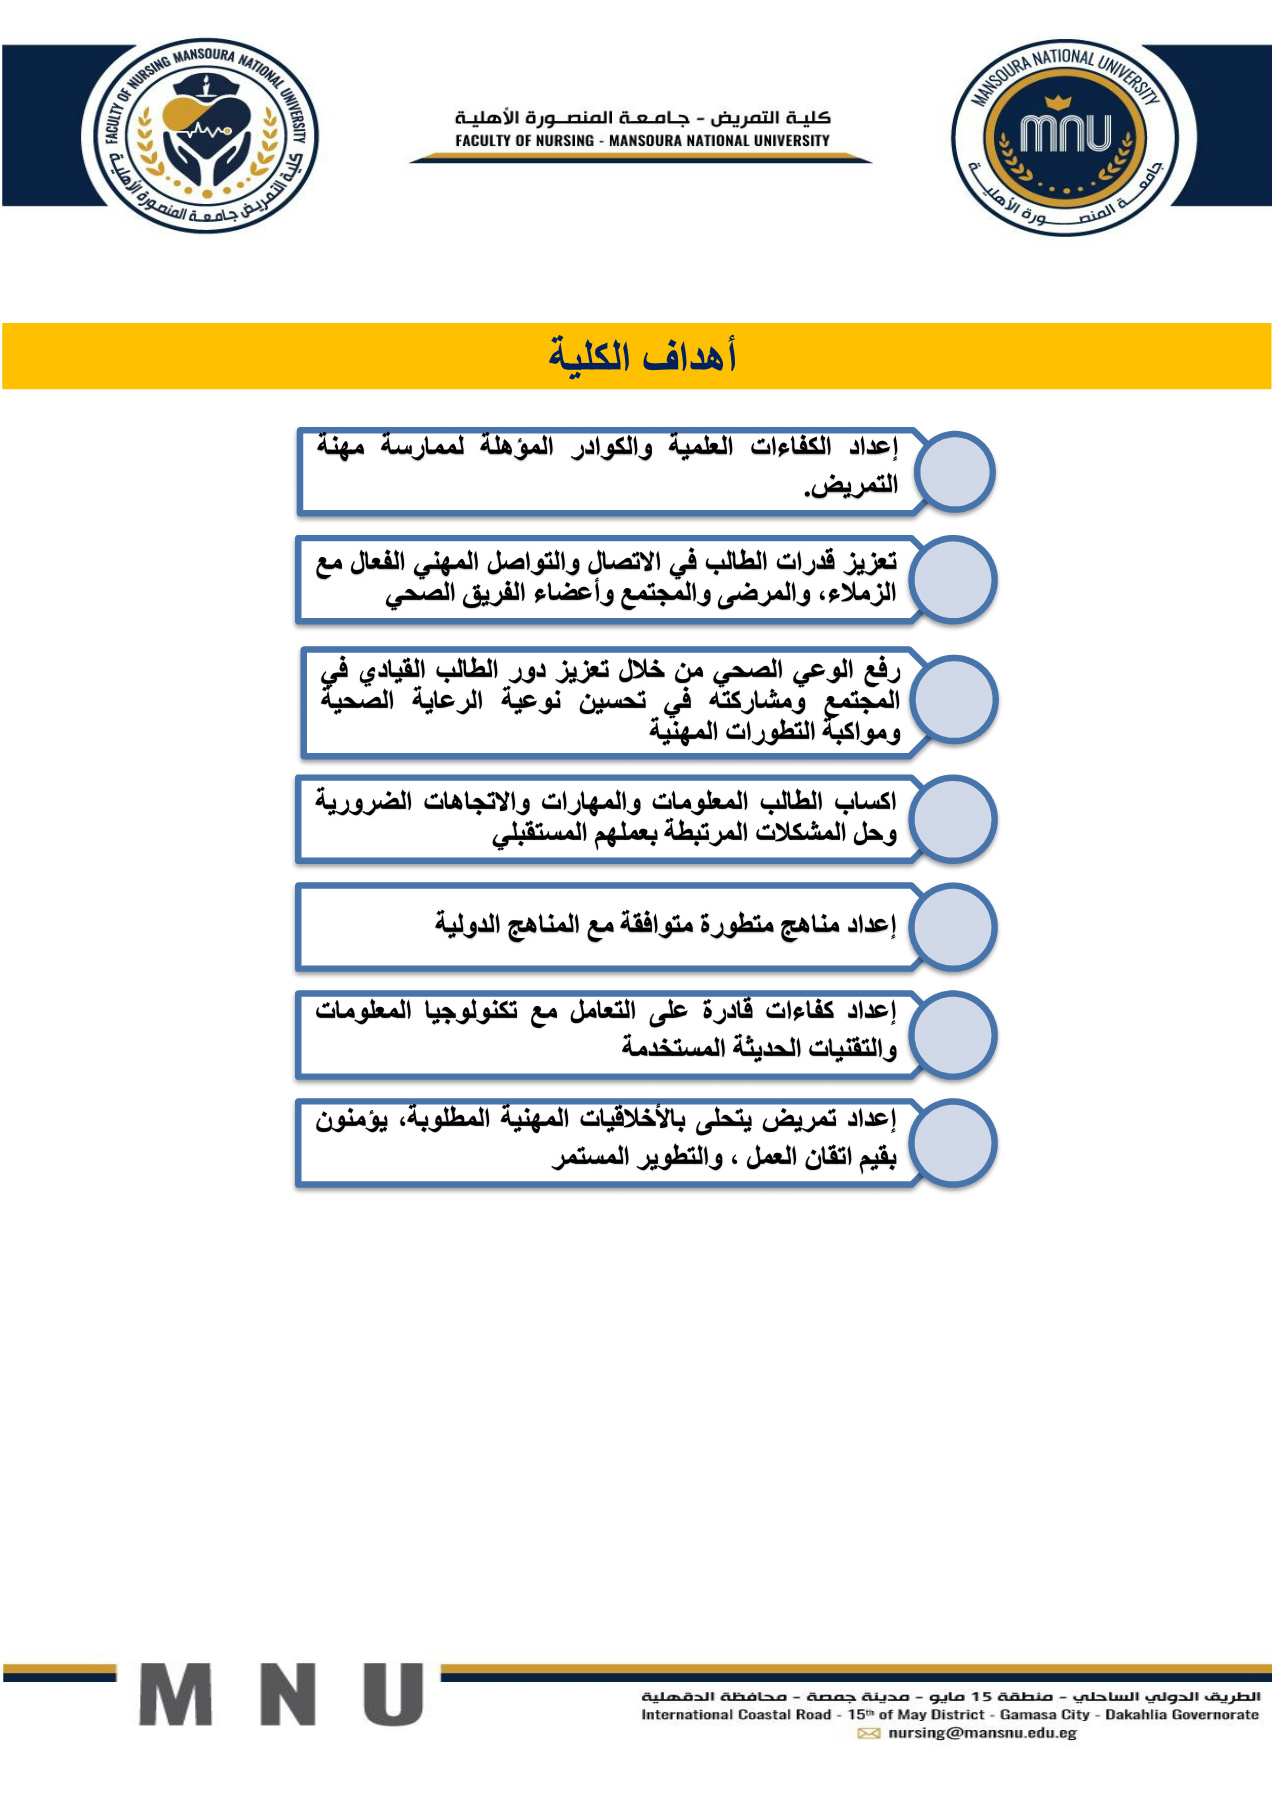 FACULTY OF NURSING MANSOURA NATIONAL UNIVERSITY
كلية التمريض جامعة المنصورة الأهلية
كلية التمريض - جامعة المنصورة الأهلية
FACULTY OF NURSING - MANSOURA NATIONAL UNIVERSITY
MANSOURA NATIONAL UNIVERSITY
mnu
جامعة المنصورة الأهلية
أهداف الكلية
إعداد الكفاءات العلمية والكوادر المؤهلة لممارسة مهنة
التمريض.
تعزيز قدرات الطالب في الاتصال والتواصل المهني الفعال مع
الزملاء، والمرضى والمجتمع وأعضاء الفريق الصحي
رفع الوعي الصحي من خلال تعزيز دور الطالب القيادي في
المجتمع ومشاركته في تحسين نوعية الرعاية الصحية
ومواكبة التطورات المهنية
اكساب الطالب المعلومات والمهارات والاتجاهات الضرورية
وحل المشكلات المرتبطة بعملهم المستقبلي
إعداد مناهج متطورة متوافقة مع المناهج الدولية
إعداد كفاءات قادرة على التعامل مع تكنولوجيا المعلومات
والتقنيات الحديثة المستخدمة
إعداد تمريض يتحلى بالأخلاقيات المهنية المطلوبة، يؤمنون
بقيم اتقان العمل ، والتطوير المستمر
M N U
الطريق الدولي الساحلي - منطقة 15 مايو - مدينة جمصة - محافظة الدقهلية
International Coastal Road - 15th of May District - Gamasa City - Dakahlia Governorate
nursing@mansnu.edu.eg